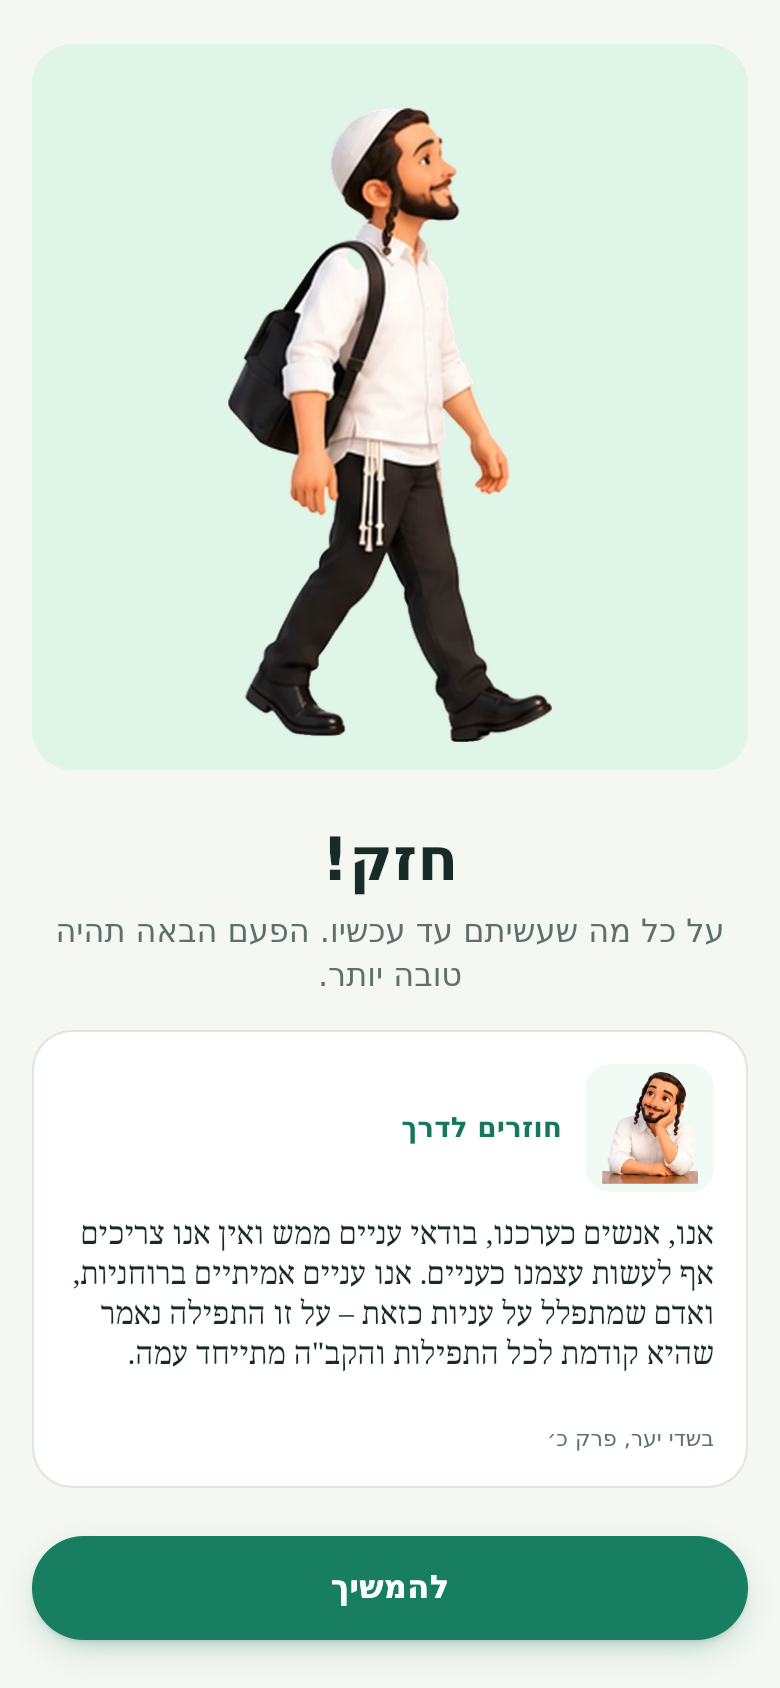 חזק!
על כל מה שעשיתם עד עכשיו. הפעם הבאה תהיה
טובה יותר.
חוזרים לדרך
אנו, אנשים כערכנו, בודאי עניים ממש ואין אנו צריכים
אף לעשות עצמנו כעניים. אנו עניים אמיתיים ברוחניות,
ואדם שמתפלל על עניות כזאת – על זו התפילה נאמר
שהיא קודמת לכל התפילות והקב"ה מתייחד עמה.
בשדי יער, פרק כ׳
להמשיך